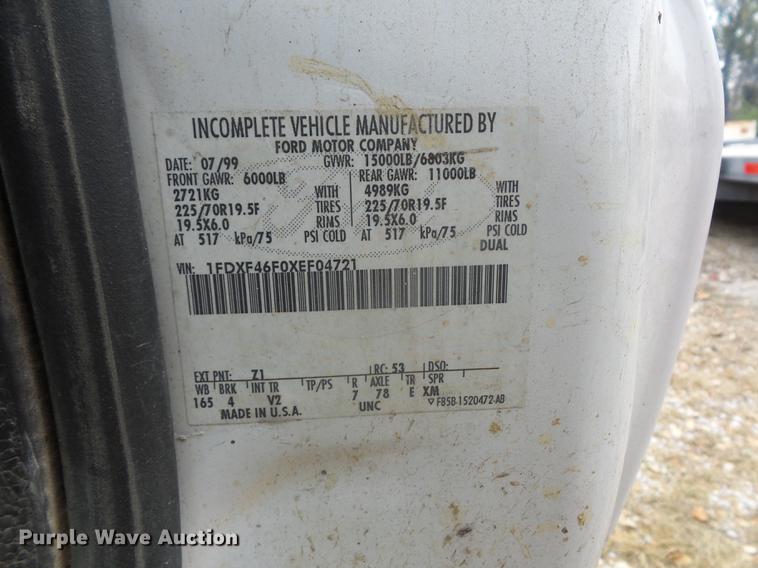 INCOMPLETE VEHICLE MANUFACTURED BY
FORD MOTOR COMPANY
DATE: 07/99 GVWR: 15000LB/6803KG
FRONT GAWR: 6000LB REAR GAWR: 11000LB
2721KG WITH 4989KG WITH
225/70R19.5F TIRES 225/70R19.5F TIRES
19.5X6.0 RIMS 19.5X6.0 RIMS
AT 517 kPa/75 PSI COLD AT 517 kPa/75 PSI COLD
DUAL
VIN: 1FDXF46F0XEF04721
EXT PNT: Z1 RC: 53 DSO:
WB BRK INT TR TP/PS R AXLE TR SPR
165 4 V2 7 78 E XM
MADE IN U.S.A. UNC F85B-1520472-AB
Purple Wave Auction